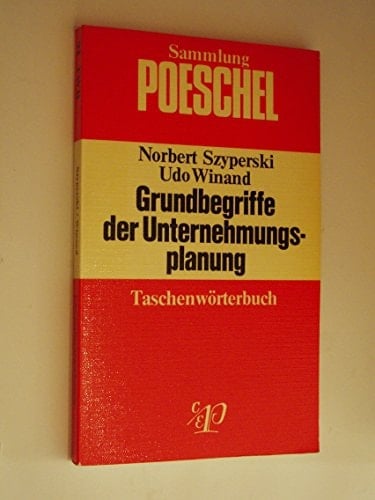 Sammlung
POESCHEL
Norbert Szyperski
Udo Winand
Grundbegriffe
der Unternehmungs-
planung
Taschenwörterbuch